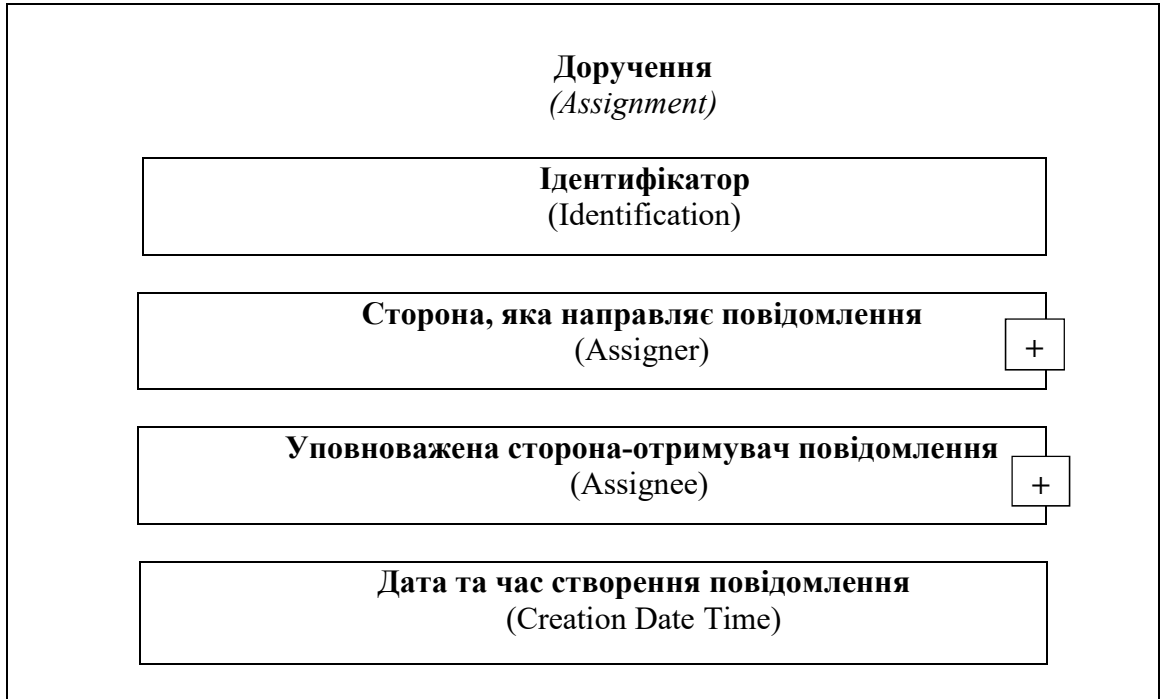 Доручення
(Assignment)
Ідентифікатор
(Identification)
Сторона, яка направляє повідомлення
(Assigner)
+
Уповноважена сторона-отримувач повідомлення
(Assignee)
+
Дата та час створення повідомлення
(Creation Date Time)